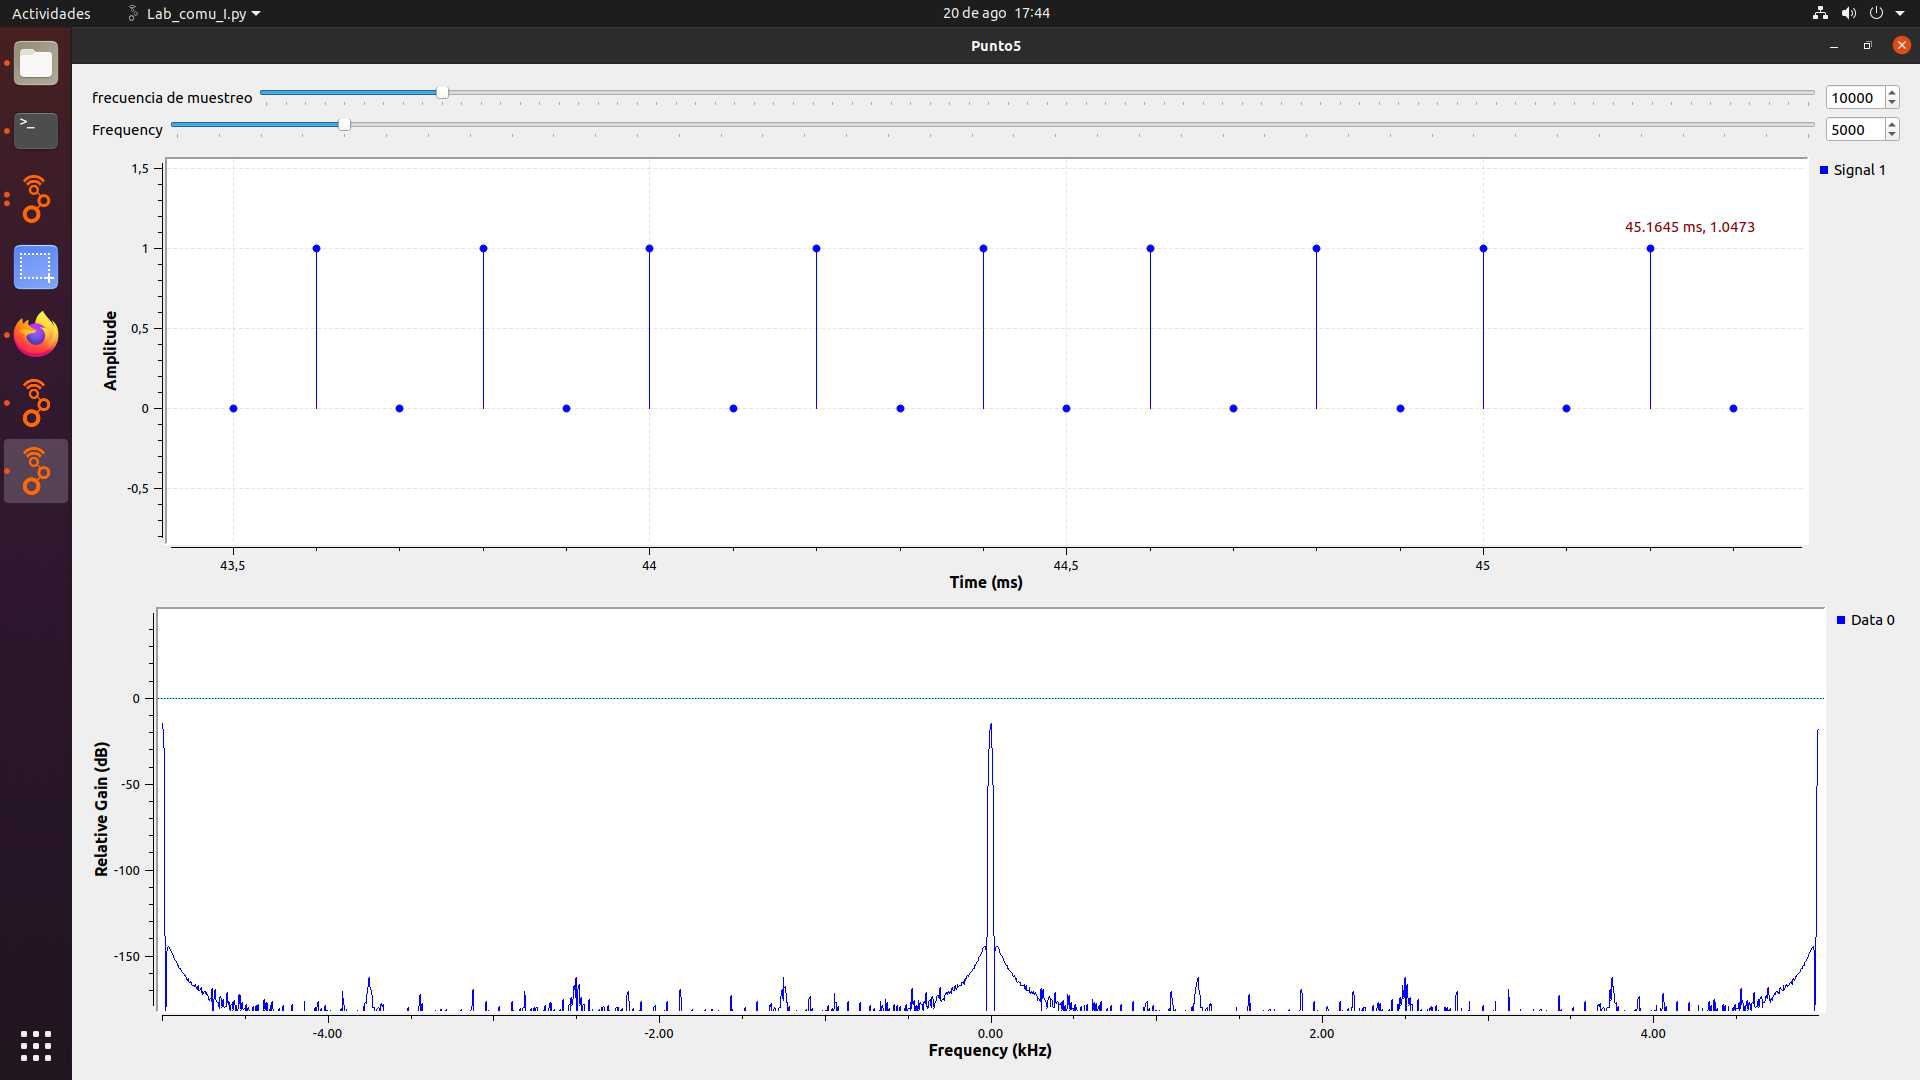 Actividades Lab_comu_I.py 20 de ago 17:44
Punto5
frecuencia de muestreo 10000
Frequency 5000
Signal 1
45.1645 ms, 1.0473
1,5
1
0,5
0
-0,5
Amplitude
43,5 44 44,5 45
Time (ms)
Data 0
0
-50
-100
-150
Relative Gain (dB)
-4.00 -2.00 0.00 2.00 4.00
Frequency (kHz)